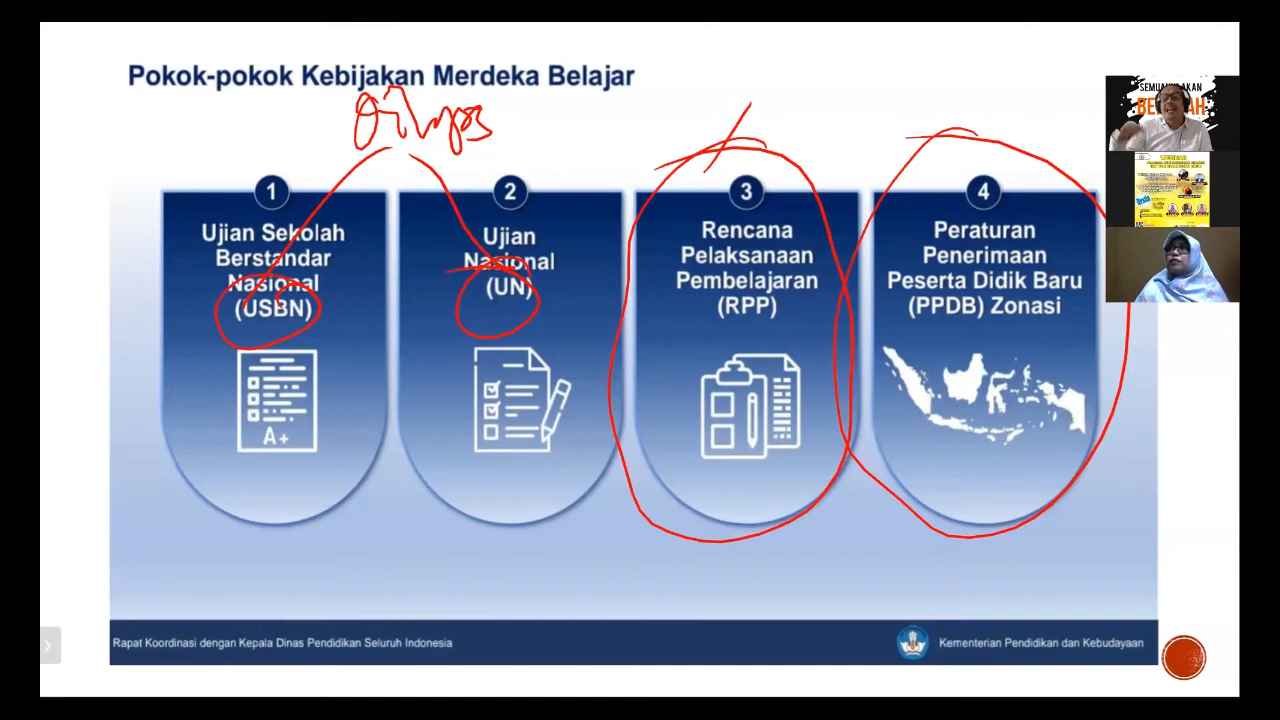 Pokok-pokok Kebijakan Merdeka Belajar
1
Ujian Sekolah
Berstandar
Nasional
(USBN)
A+
2
Ujian
Nasional
(UN)
3
Rencana
Pelaksanaan
Pembelajaran
(RPP)
4
Peraturan
Penerimaan
Peserta Didik Baru
(PPDB) Zonasi
WEBINAR
Rapat Koordinasi dengan Kepala Dinas Pendidikan Seluruh Indonesia
Kementerian Pendidikan dan Kebudayaan